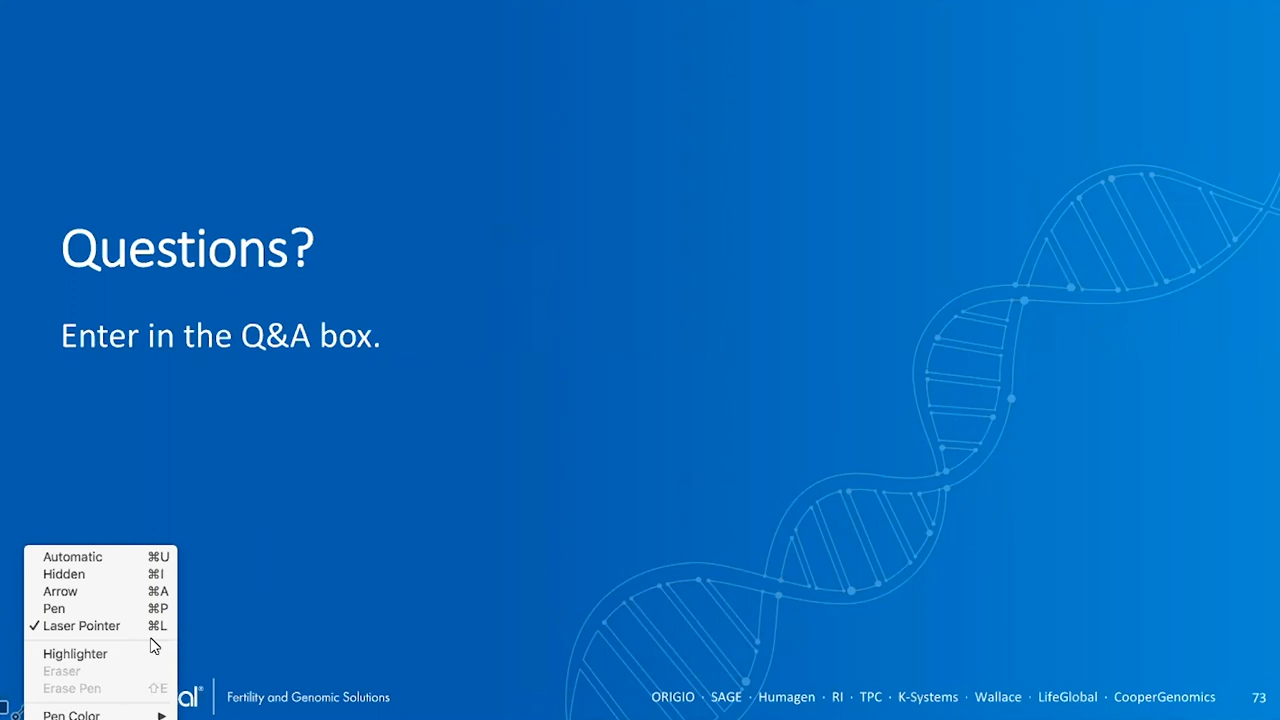 Questions?
Enter in the Q&A box.
Automatic ⌘U
Hidden ⌘I
Arrow ⌘A
Pen ⌘P
✓ Laser Pointer ⌘L
Highlighter
Eraser
Erase Pen ⇧E
Pen Color ▶
al® Fertility and Genomic Solutions
ORIGIO · SAGE · Humagen · RI · TPC · K-Systems · Wallace · LifeGlobal · CooperGenomics 73